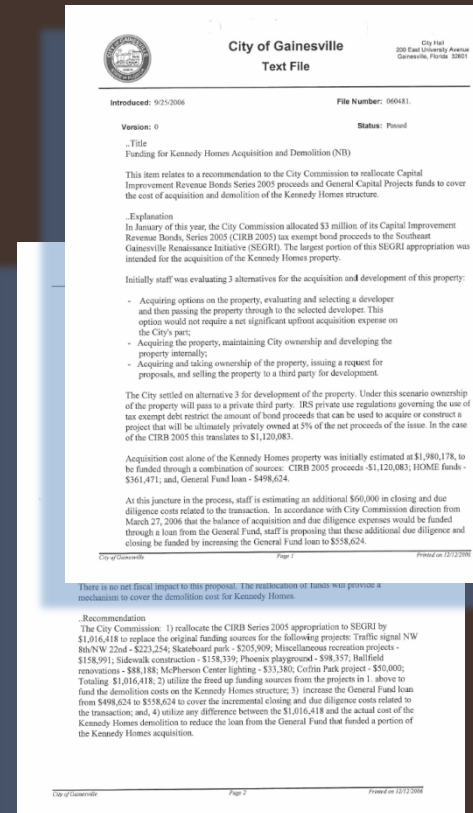 City of Gainesville
Text File
City Hall
200 East University Avenue
Gainesville, Florida 32601
Introduced: 9/25/2006
File Number: 060481.
Version: 0
Status: Passed
..Title
Funding for Kennedy Homes Acquisition and Demolition (NB)
This item relates to a recommendation to the City Commission to reallocate Capital
Improvement Revenue Bonds Series 2005 proceeds and General Capital Projects funds to cover
the cost of acquisition and demolition of the Kennedy Homes structure.
..Explanation
In January of this year, the City Commission allocated $3 million of its Capital Improvement
Revenue Bonds, Series 2005 (CIRB 2005) tax exempt bond proceeds to the Southeast
Gainesville Renaissance Initiative (SEGRI). The largest portion of this SEGRI appropriation was
intended for the acquisition of the Kennedy Homes property.
Initially staff was evaluating 3 alternatives for the acquisition and development of this property:
- Acquiring options on the property, evaluating and selecting a developer
and then passing the property through to the selected developer. This
option would not require a net significant upfront acquisition expense on
the City's part;
- Acquiring the property, maintaining City ownership and developing the
property internally;
- Acquiring and taking ownership of the property, issuing a request for
proposals, and selling the property to a third party for development.
The City settled on alternative 3 for development of the property. Under this scenario ownership
of the property will pass to a private third party. IRS private use regulations governing the use of
tax exempt debt restrict the amount of bond proceeds that can be used to acquire or construct a
project that will be ultimately privately owned at 5% of the net proceeds of the issue. In the case
of the CIRB 2005 this translates to $1,120,083.
Acquisition cost alone of the Kennedy Homes property was initially estimated at $1,980,178, to
be funded through a combination of sources: CIRB 2005 proceeds -$1,120,083; HOME funds -
$361,471; and, General Fund loan - $498,624.
At this juncture in the process, staff is estimating an additional $60,000 in closing and due
diligence costs related to the transaction. In accordance with City Commission direction from
March 27, 2006 that the balance of acquisition and due diligence expenses would be funded
through a loan from the General Fund, staff is proposing that these additional due diligence and
closing be funded by increasing the General Fund loan to $558,624.
City of Gainesville
Page 1
Printed on 12/12/2006
There is no net fiscal impact to this proposal. The reallocation of funds will provide a
mechanism to cover the demolition cost for Kennedy Homes.
..Recommendation
The City Commission: 1) reallocate the CIRB Series 2005 appropriation to SEGRI by
$1,016,418 to replace the original funding sources for the following projects: Traffic signal NW
8th/NW 22nd - $223,254; Skateboard park - $205,909; Miscellaneous recreation projects -
$158,991; Sidewalk construction - $158,339; Phoenix playground - $98,357; Ballfield
renovations - $88,188; McPherson Center lighting - $33,380; Cofrin Park project - $50,000;
Totaling $1,016,418; 2) utilize the freed up funding sources from the projects in 1. above to
fund the demolition costs on the Kennedy Homes structure; 3) increase the General Fund loan
from $498,624 to $558,624 to cover the incremental closing and due diligence costs related to
the transaction; and, 4) utilize any difference between the $1,016,418 and the actual cost of the
Kennedy Homes demolition to reduce the loan from the General Fund that funded a portion of
the Kennedy Homes acquisition.
City of Gainesville
Page 2
Printed on 12/12/2006